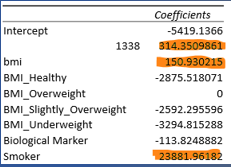 Coefficients
Intercept -5419.1366
1338 314.3509861
bmi 150.930215
BMI_Healthy -2875.518071
BMI_Overweight 0
BMI_Slightly_Overweight -2592.295596
BMI_Underweight -3294.815288
Biological Marker -113.8248882
Smoker 23881.96182